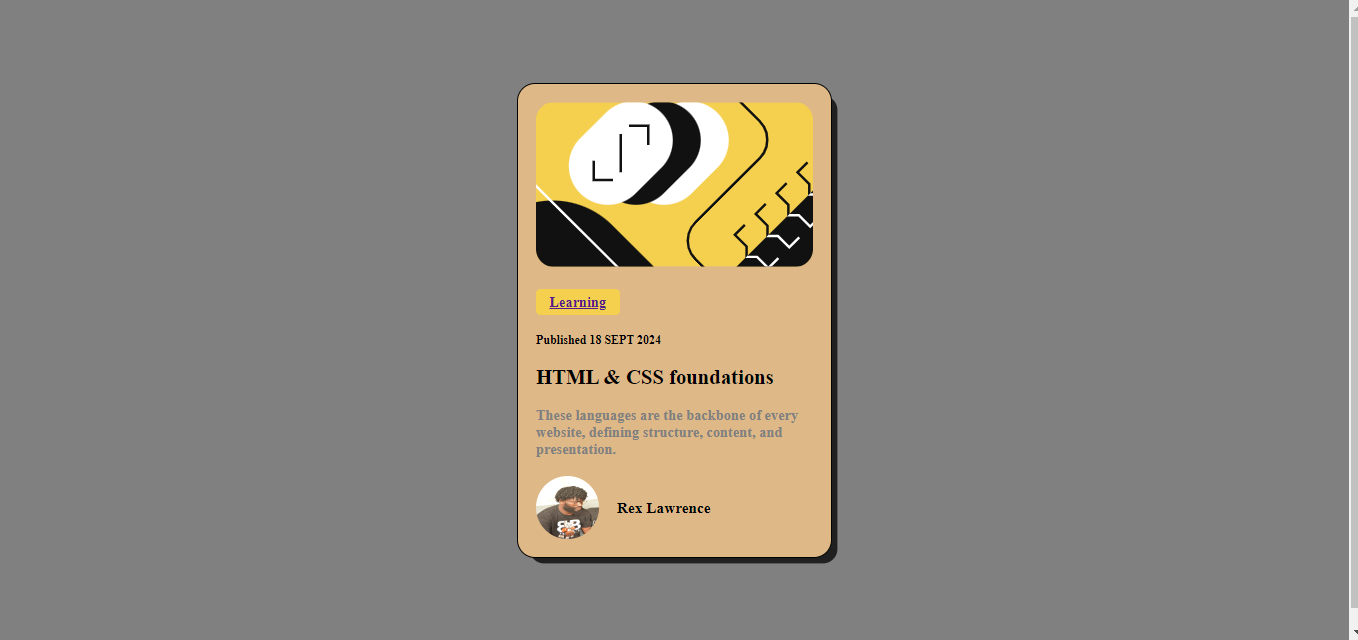 Learning
Published 18 SEPT 2024
HTML & CSS foundations
These languages are the backbone of every
website, defining structure, content, and
presentation.
Rex Lawrence